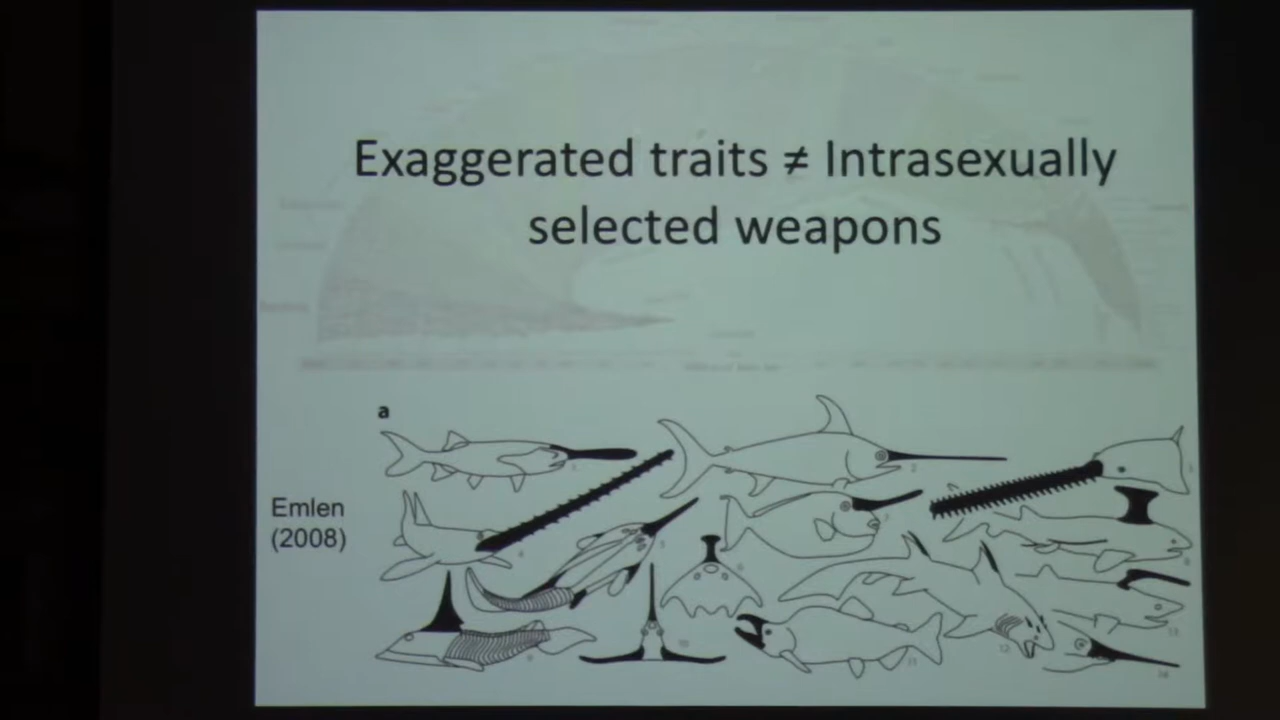 Exaggerated traits ≠ Intrasexually
selected weapons
a
Emlen
(2008)